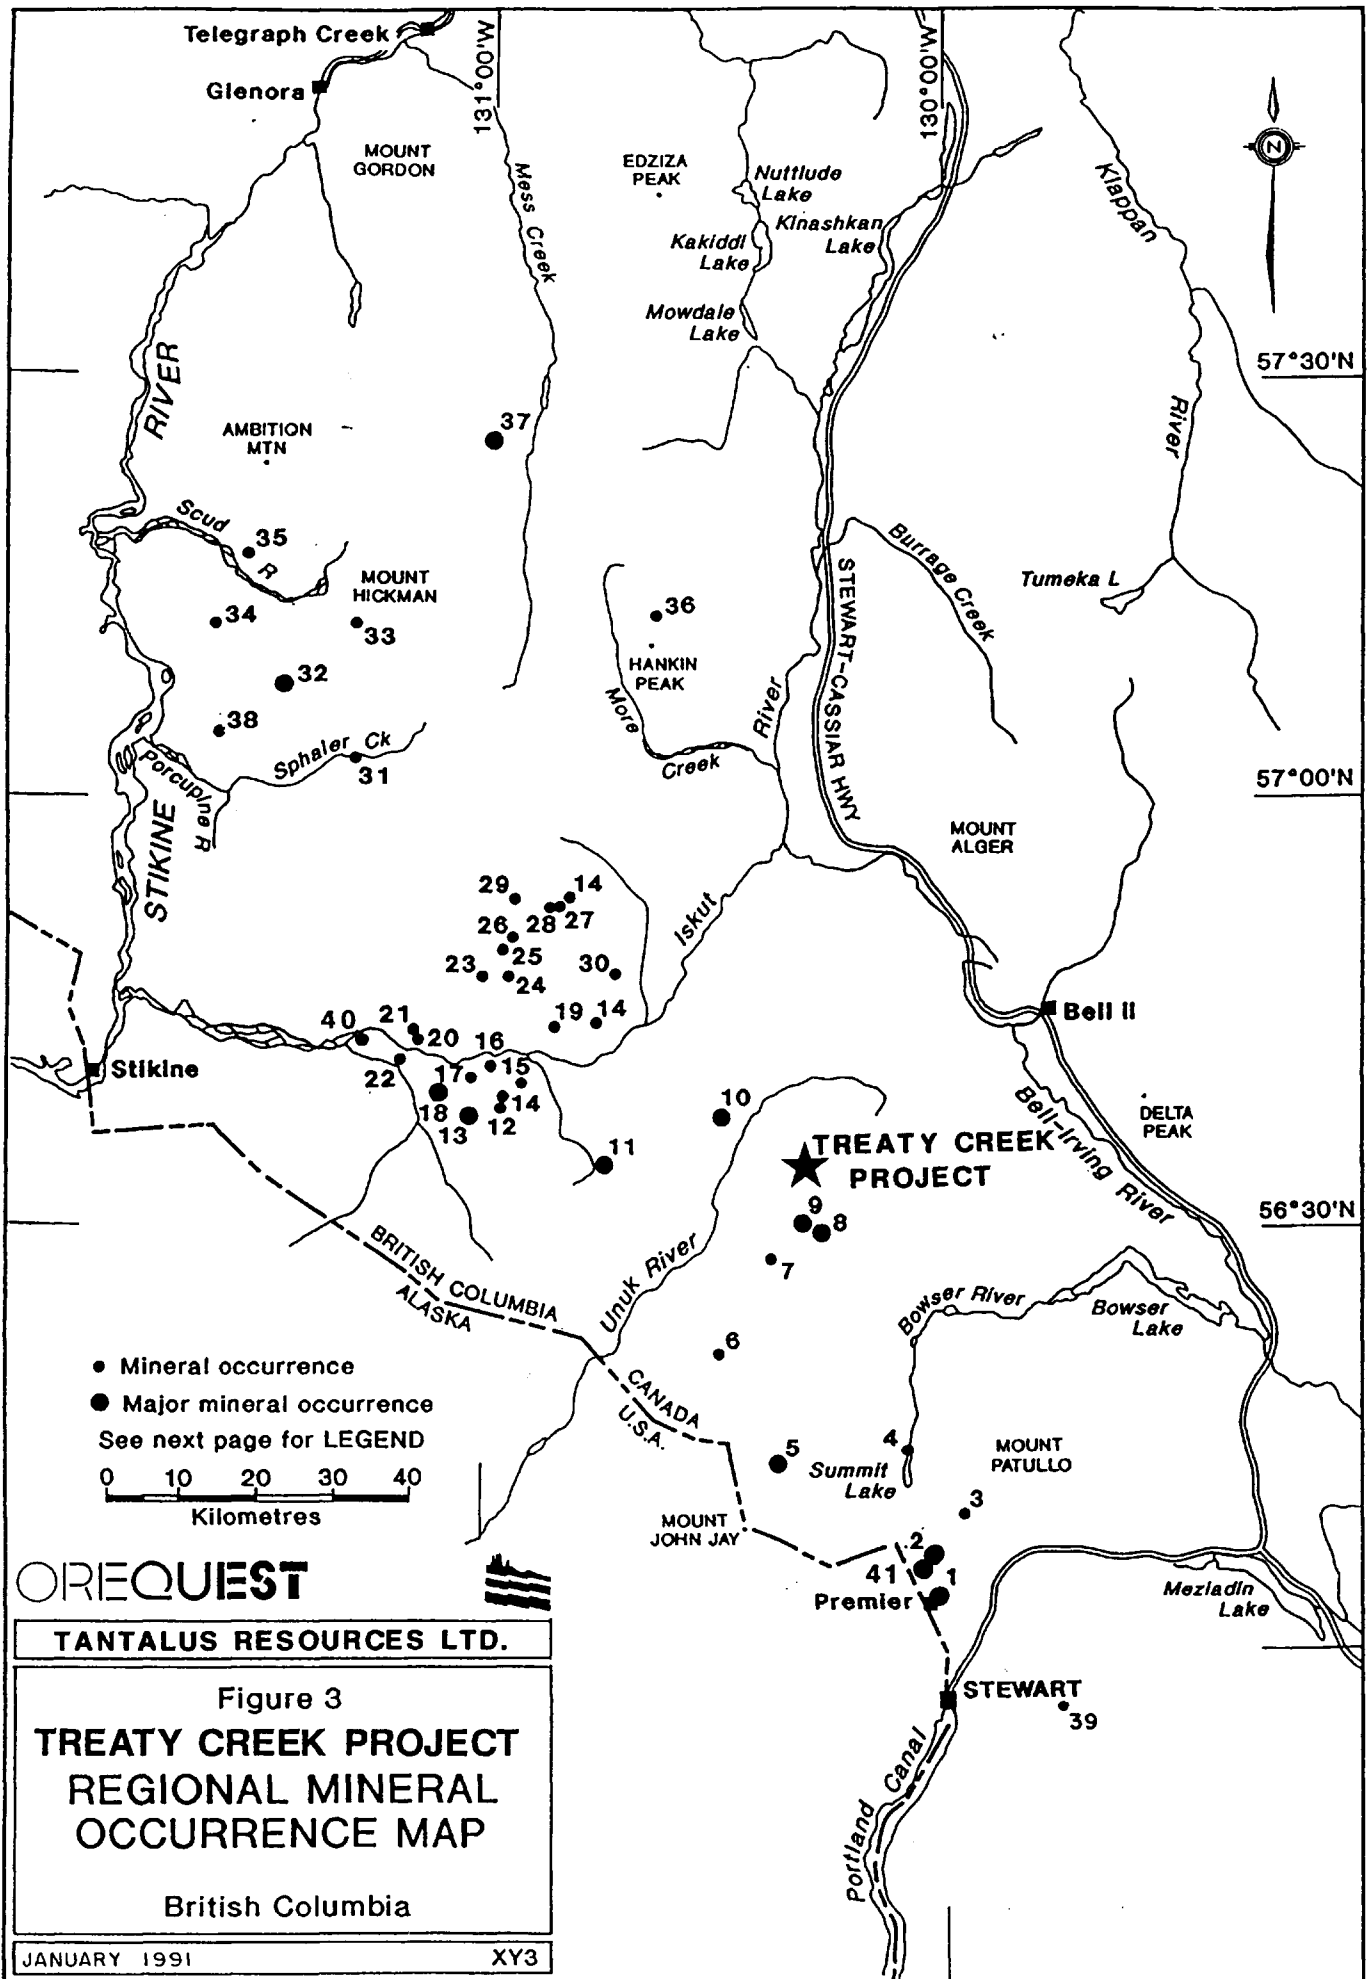 Telegraph Creek
Glenora
131°00'W
130°00'W
MOUNT
GORDON
EDZIZA
PEAK
Mess Creek
Nuttlude
Lake
Kinashkan
Lake
Kakiddi
Lake
Mowdale
Lake
Klappan
River
N
57°30'N
STIKINE
RIVER
AMBITION
MTN
37
Scud
R
35
MOUNT
HICKMAN
34
33
32
38
Sphaler Ck
31
Porcupine R
36
HANKIN
PEAK
More
Creek
River
Iskut
STEWART-CASSIAR HWY
Burrage Creek
Tumeka L
57°00'N
MOUNT
ALGER
29
14
28
27
26
25
23
24
30
19
14
40
21
20
16
22
17
15
14
18
13
12
Stikine
Bell II
10
11
TREATY CREEK
PROJECT
Bell-Irving River
DELTA
PEAK
56°30'N
9
8
7
6
Unuk River
BRITISH COLUMBIA
ALASKA
CANADA
U.S.A.
Bowser River
Bowser
Lake
Mineral occurrence
Major mineral occurrence
See next page for LEGEND
0 10 20 30 40
Kilometres
5
4
Summit
Lake
MOUNT
PATULLO
3
MOUNT
JOHN JAY
2
41
1
Premier
Meziadin
Lake
STEWART
39
Portland Canal
OREQUEST
TANTALUS RESOURCES LTD.
Figure 3
TREATY CREEK PROJECT
REGIONAL MINERAL
OCCURRENCE MAP
British Columbia
JANUARY 1991 XY3